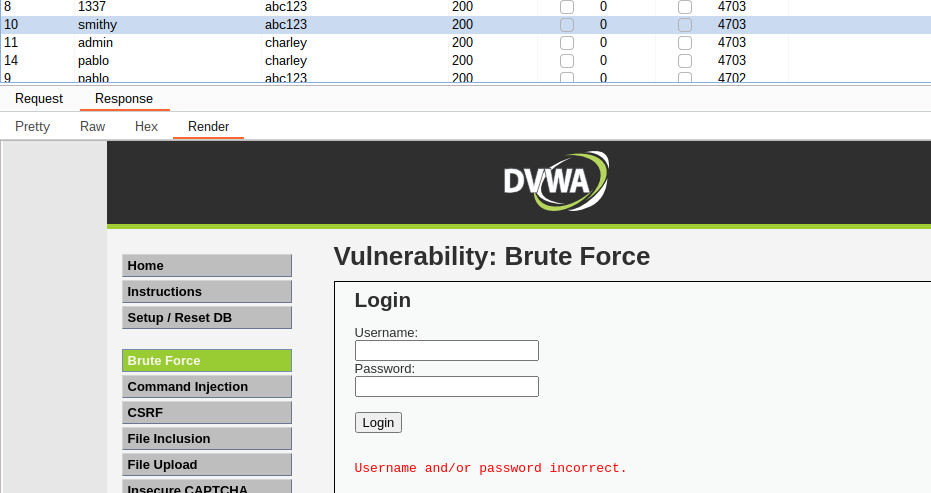 8 1337 abc123 200 0 4703
10 smithy abc123 200 0 4703
11 admin charley 200 0 4703
14 pablo charley 200 0 4703
9 pablo abc123 200 0 4702
Request Response
Pretty Raw Hex Render
DVWA
Vulnerability: Brute Force
Home
Instructions
Setup / Reset DB
Brute Force
Command Injection
CSRF
File Inclusion
File Upload
Insecure CAPTCHA
Login
Username:
Password:
Login
Username and/or password incorrect.